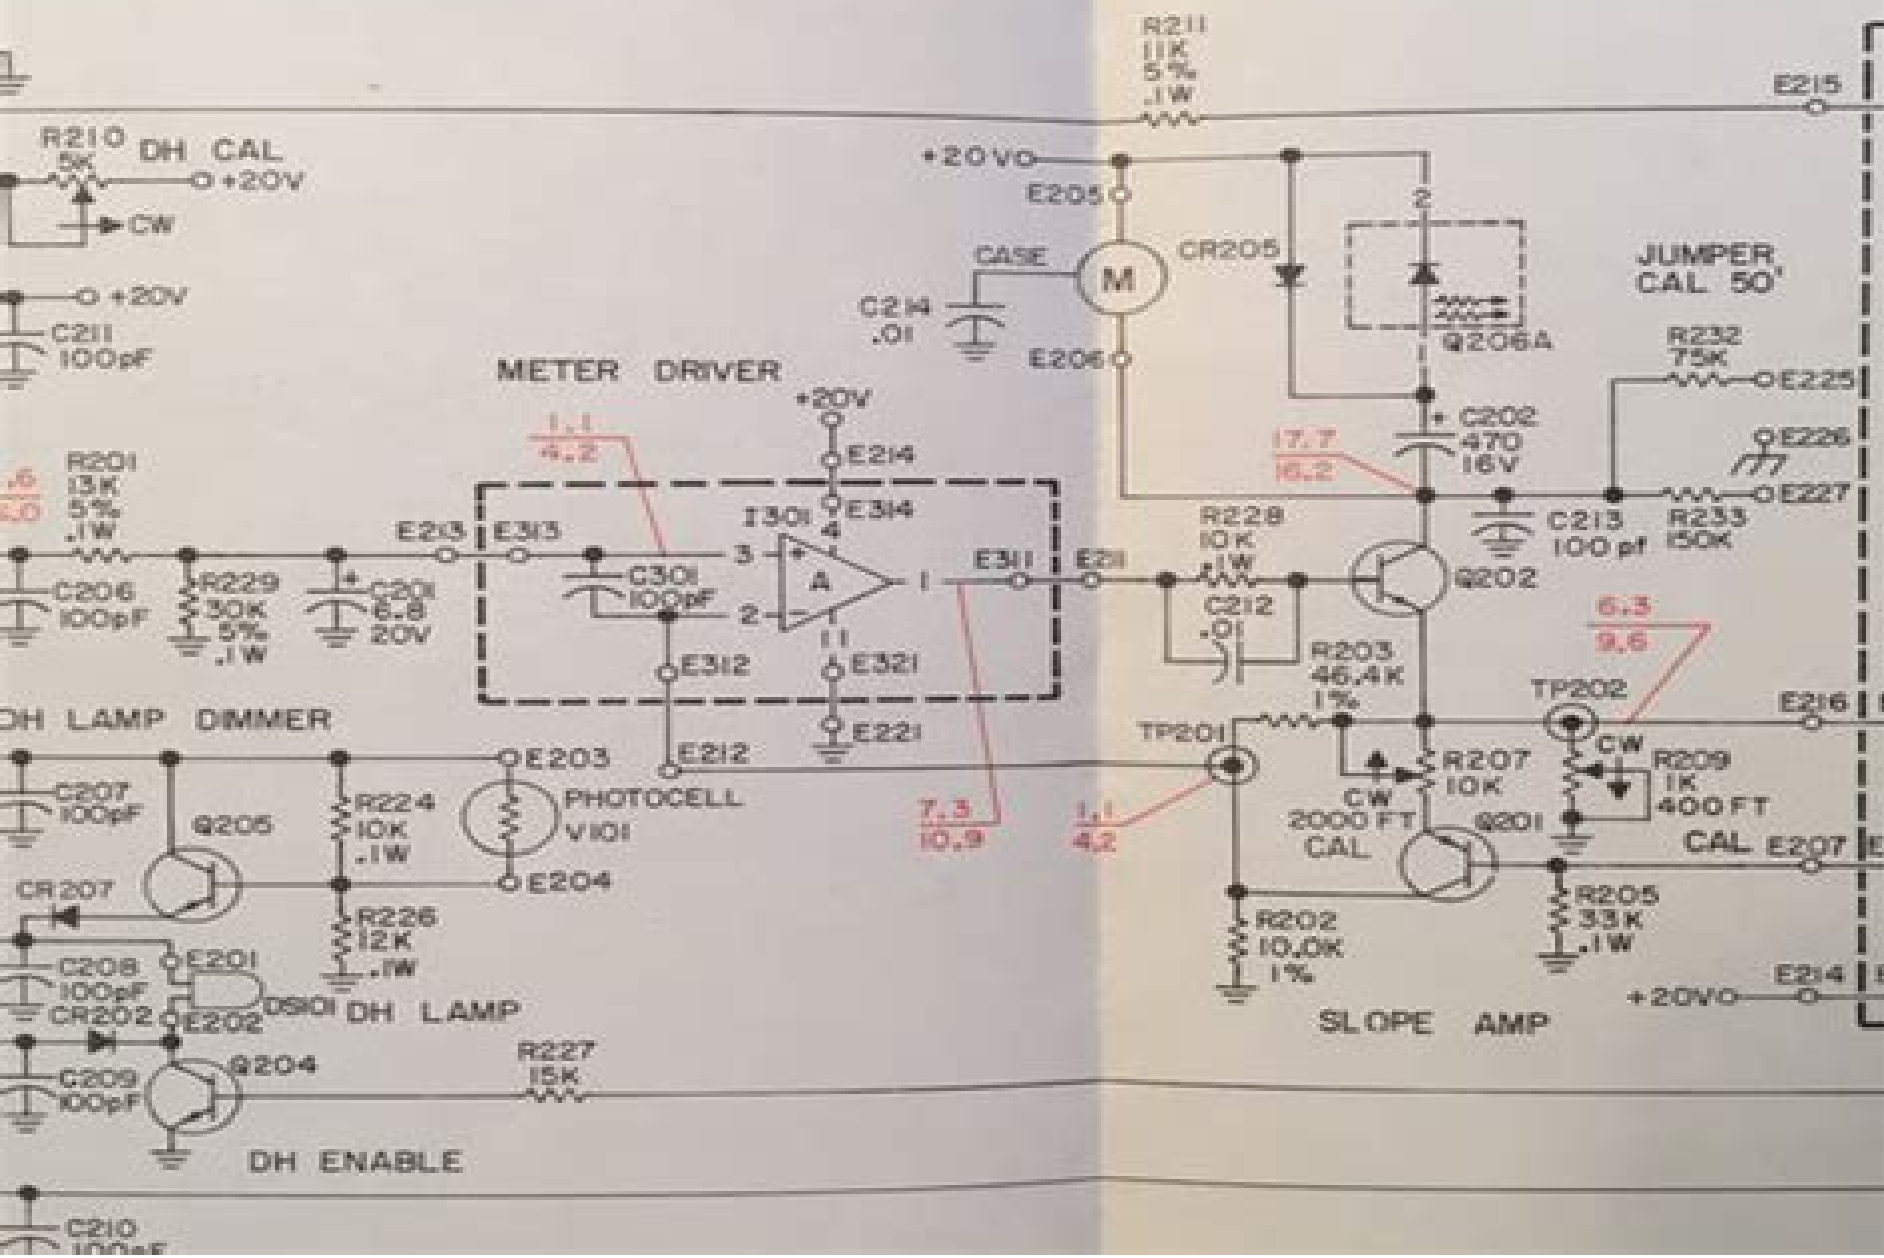 R211
11K
5%
.1W
E215
R210
5K
DH CAL
+20V
CW
+20V
E205
2
CASE
M
CR205
JUMPER
CAL 50'
+20V
C211
100pF
C214
.01
E206
Q206A
R232
75K
E225
METER DRIVER
+20V
1.1
4.2
E214
17.7
16.2
+ C202
470
16V
E226
R201
13K
5%
.1W
E213
E313
I301
4
E314
E227
R228
10K
.1W
C213
100pf
R233
150K
3
+
A
1
E311
E211
Q202
C206
100pF
R229
30K
5%
.1W
+
C201
6.8
20V
C301
100pF
2
-
11
C212
.01
6.3
9.6
E312
E321
R203
46.4K
1%
TP202
E216
DH LAMP DIMMER
E221
TP201
E203
E212
CW
R207
10K
R209
1K
400FT
CAL
C207
100pF
Q205
R224
10K
.1W
PHOTOCELL
V101
7.3
10.9
1.1
4.2
CW
2000FT
CAL
Q201
E207
CR207
E204
R226
12K
.1W
R202
10.0K
1%
R205
33K
.1W
C208
100pF
E201
DS101
DH LAMP
E214
+20V
CR202
E202
SLOPE AMP
C209
100pF
Q204
R227
15K
DH ENABLE
C210
100pF